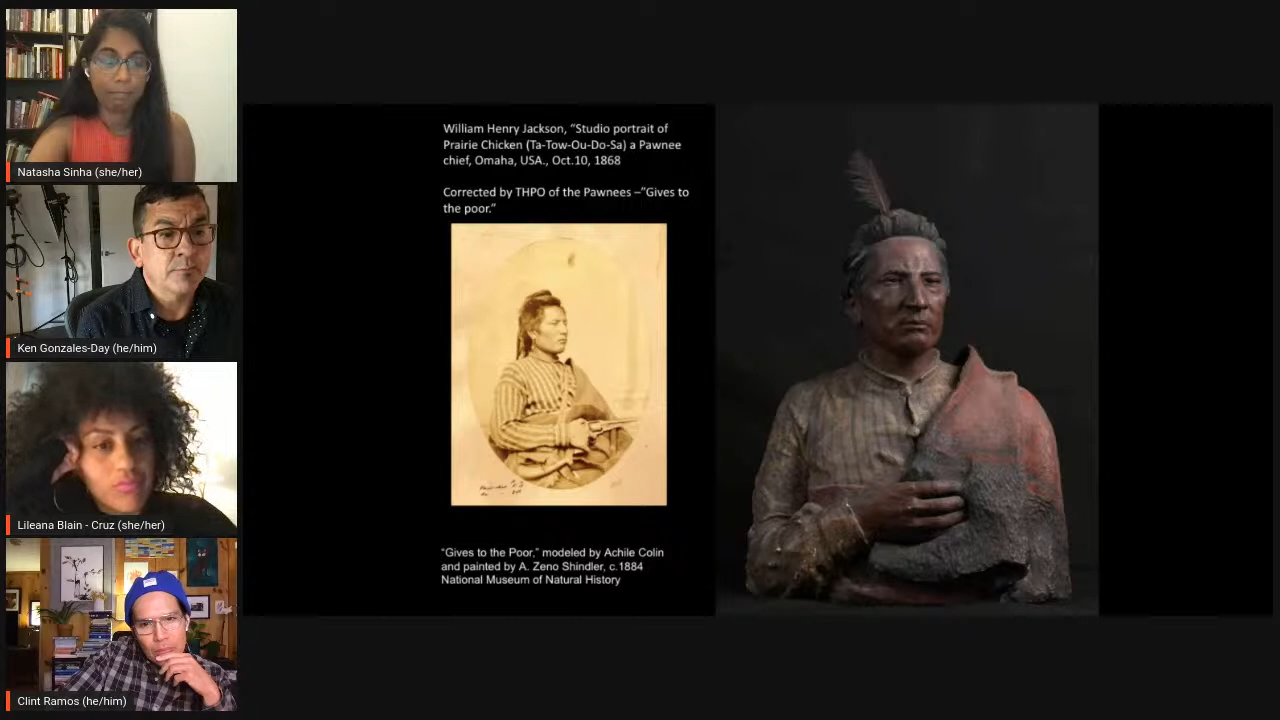 Natasha Sinha (she/her)
Ken Gonzales-Day (he/him)
Lileana Blain - Cruz (she/her)
Clint Ramos (he/him)
William Henry Jackson, “Studio portrait of
Prairie Chicken (Ta-Tow-Ou-Do-Sa) a Pawnee
chief, Omaha, USA., Oct.10, 1868
Corrected by THPO of the Pawnees –”Gives to
the poor.”
“Gives to the Poor,” modeled by Achile Colin
and painted by A. Zeno Shindler, c.1884
National Museum of Natural History